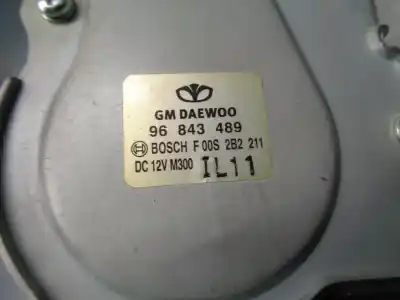 GM DAEWOO
96 843 489
BOSCH F 00S 2B2 211
DC 12V M300 IL11